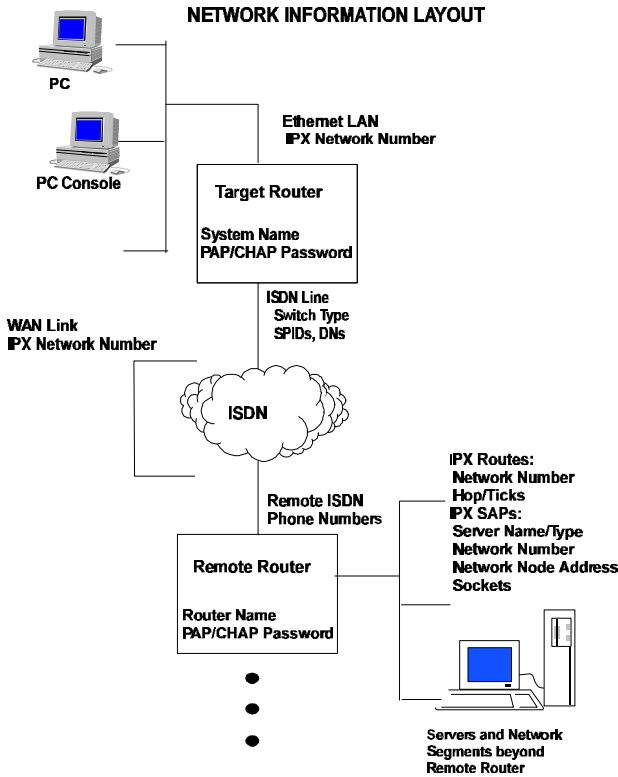 NETWORK INFORMATION LAYOUT
PC
Ethernet LAN
IPX Network Number
PC Console
Target Router
System Name
PAP/CHAP Password
ISDN Line
Switch Type
SPIDs, DNs
WAN Link
IPX Network Number
ISDN
Remote ISDN
Phone Numbers
IPX Routes:
Network Number
Hop/Ticks
IPX SAPs:
Server Name/Type
Network Number
Network Node Address
Sockets
Remote Router
Router Name
PAP/CHAP Password
Servers and Network
Segments beyond
Remote Router